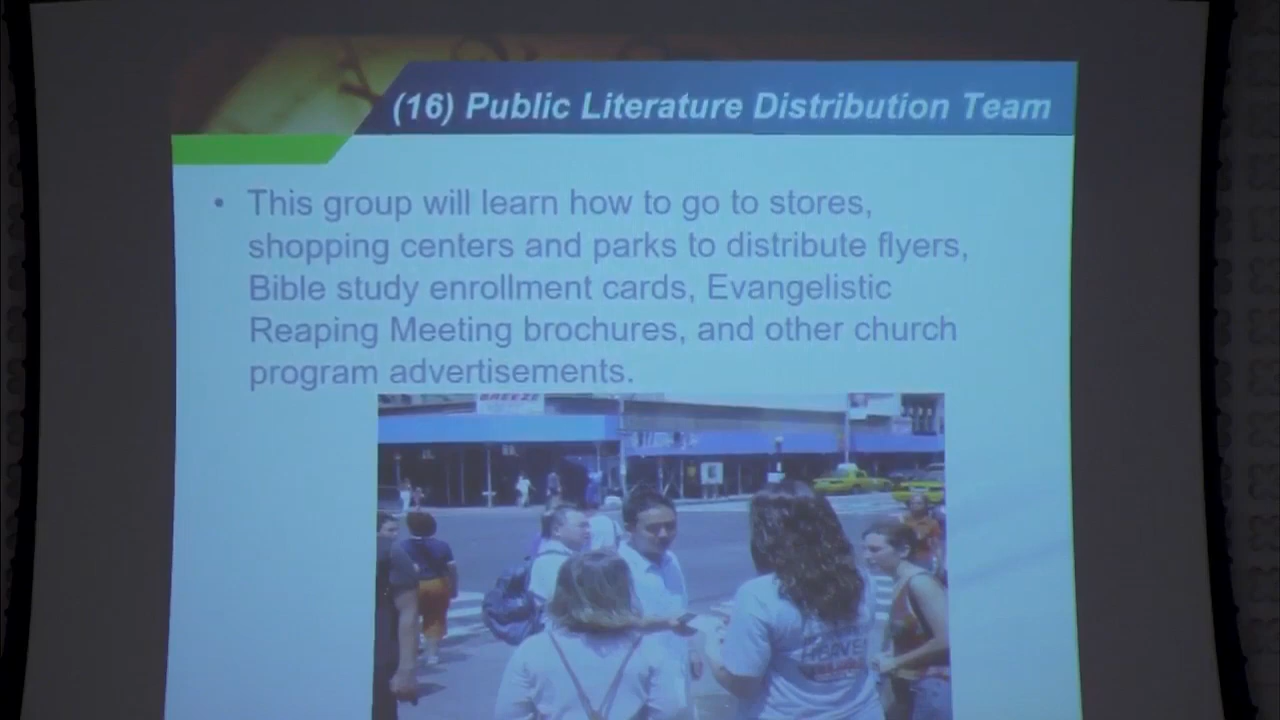 (16) Public Literature Distribution Team
• This group will learn how to go to stores,
shopping centers and parks to distribute flyers,
Bible study enrollment cards, Evangelistic
Reaping Meeting brochures, and other church
program advertisements.
BREEZE